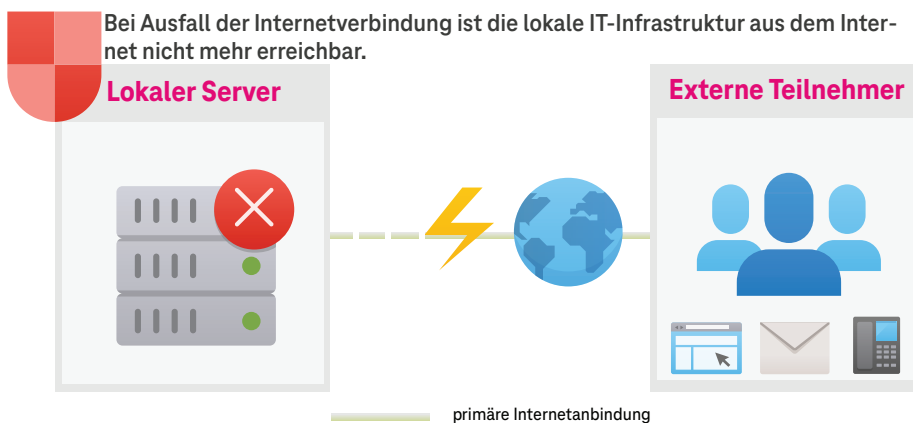 Bei Ausfall der Internetverbindung ist die lokale IT-Infrastruktur aus dem Inter-
net nicht mehr erreichbar.
Lokaler Server
Externe Teilnehmer
primäre Internetanbindung